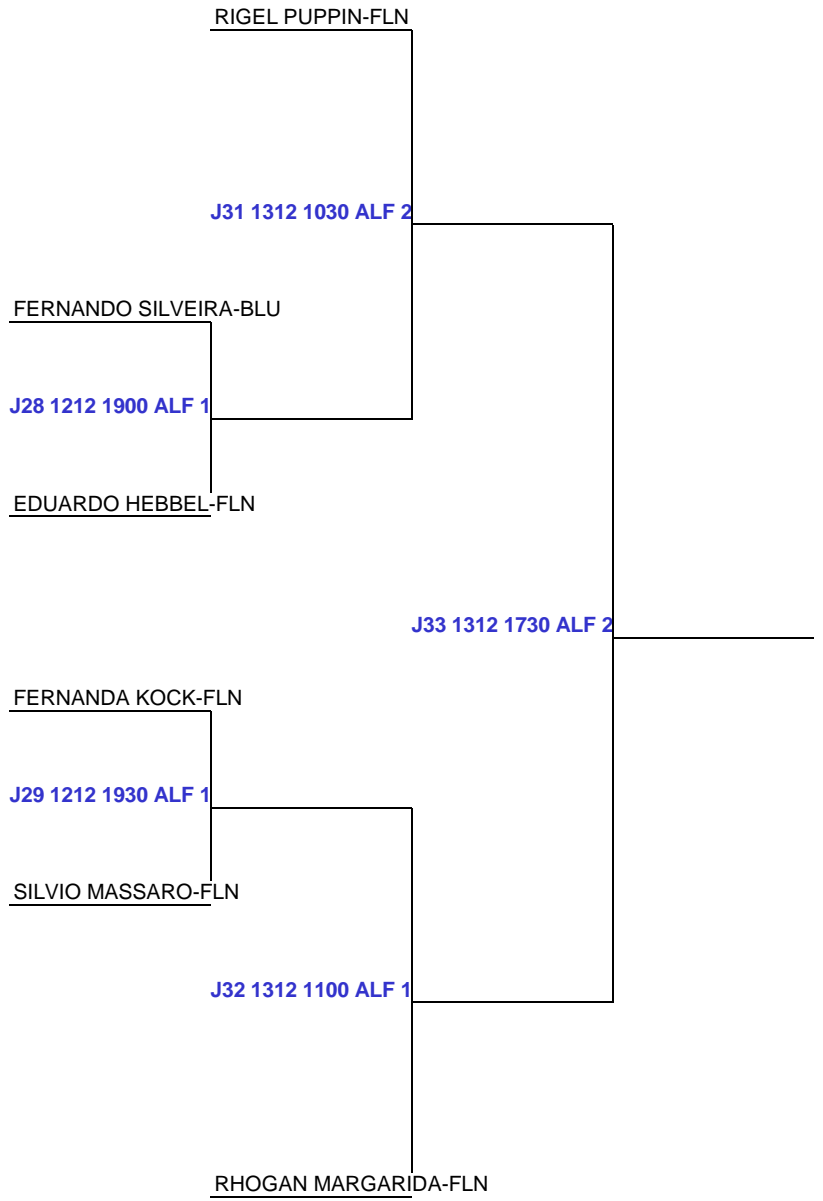 RIGEL PUPPIN-FLN
J31 1312 1030 ALF 2
FERNANDO SILVEIRA-BLU
J28 1212 1900 ALF 1
EDUARDO HEBBEL-FLN
J33 1312 1730 ALF 2
FERNANDA KOCK-FLN
J29 1212 1930 ALF 1
SILVIO MASSARO-FLN
J32 1312 1100 ALF 1
RHOGAN MARGARIDA-FLN